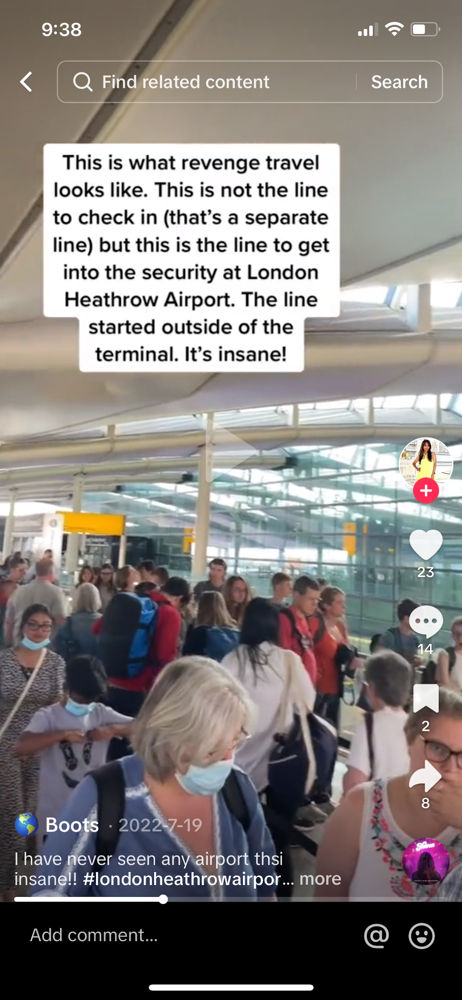 9:38
Find related content
Search
This is what revenge travel
looks like. This is not the line
to check in (that’s a separate
line) but this is the line to get
into the security at London
Heathrow Airport. The line
started outside of the
terminal. It’s insane!
23
14
2
8
Boots · 2022-7-19
I have never seen any airport thsi
insane!! #londonheathrowairpor... more
Add comment...
@